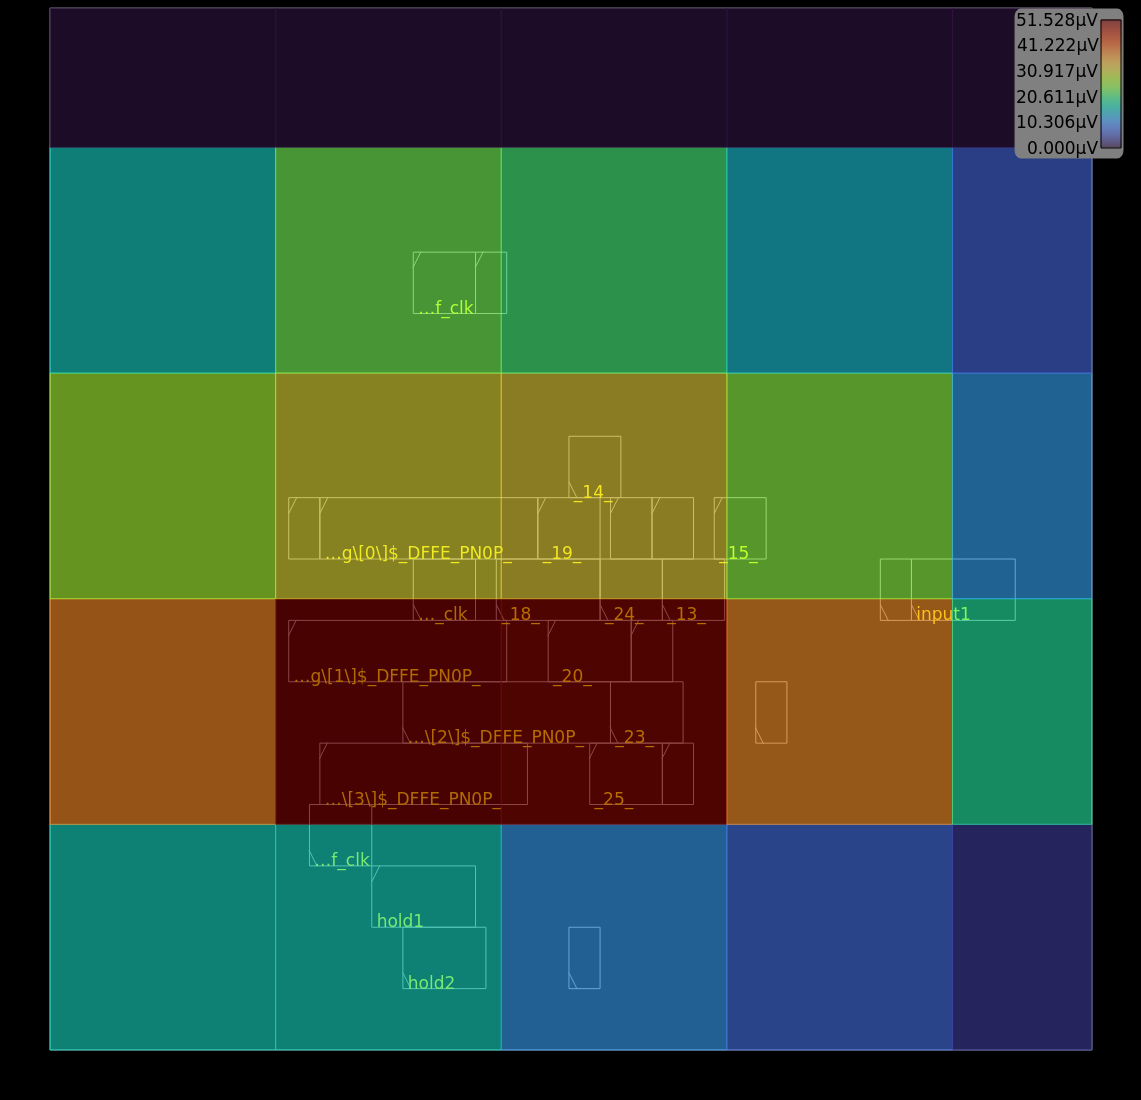 51.528µV
41.222µV
30.917µV
20.611µV
10.306µV
0.000µV
...f_clk
_14_
...g\[0\]$_DFFE_PN0P_ _19_ _15_
..._clk _18_ _24_ _13_ input1
...g\[1\]$_DFFE_PN0P_ _20_
...\[2\]$_DFFE_PN0P_ _23_
...\[3\]$_DFFE_PN0P_ _25_
...f_clk
hold1
hold2